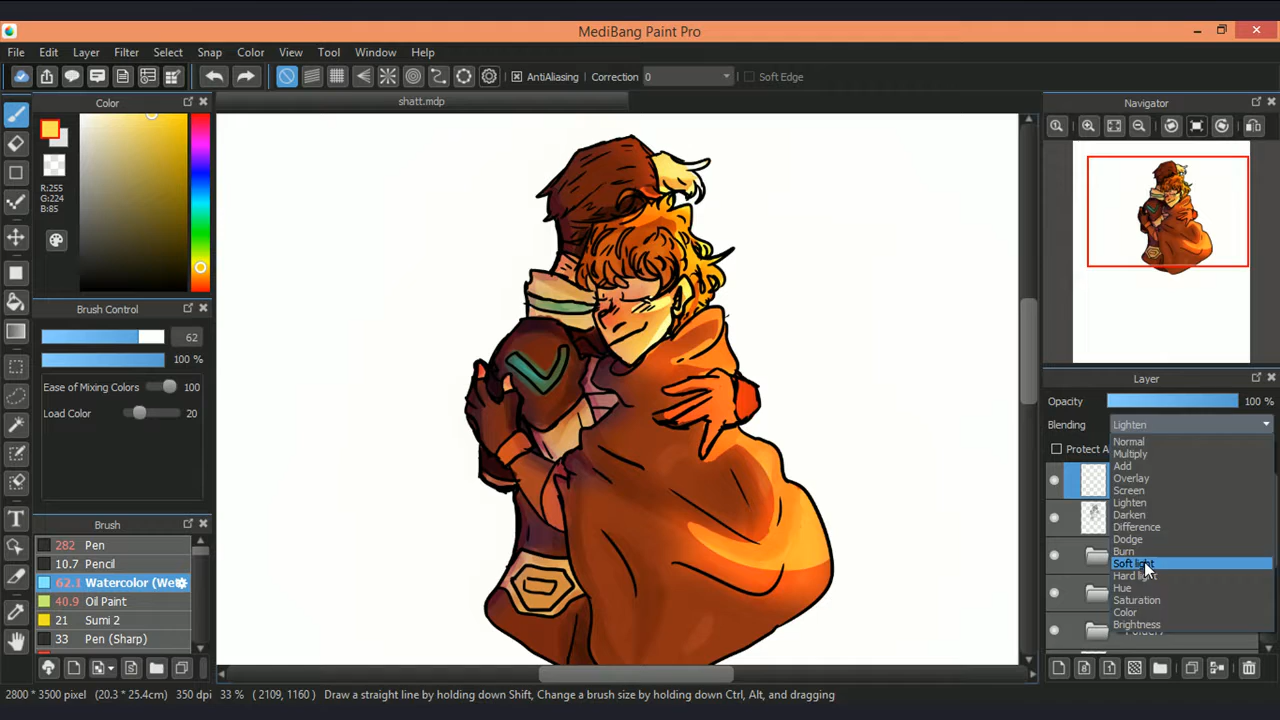 MediBang Paint Pro
File Edit Layer Filter Select Snap Color View Tool Window Help
AntiAliasing Correction 0 Soft Edge
Color
shatt.mdp
Navigator
R:255
G:224
B:85
Brush Control
62
100 %
Ease of Mixing Colors 100
Load Color 20
Layer
Opacity 100 %
Blending Lighten
Normal
Multiply
Add
Overlay
Screen
Lighten
Darken
Difference
Dodge
Burn
Soft light
Hue
Saturation
Color
Brightness
Protect A
Brush
282 Pen
10.7 Pencil
62.1 Watercolor (Wet
40.9 Oil Paint
21 Sumi 2
33 Pen (Sharp)
2800 * 3500 pixel (20.3 * 25.4cm) 350 dpi 33 % ( 2109, 1160 ) Draw a straight line by holding down Shift, Change a brush size by holding down Ctrl, Alt, and dragging